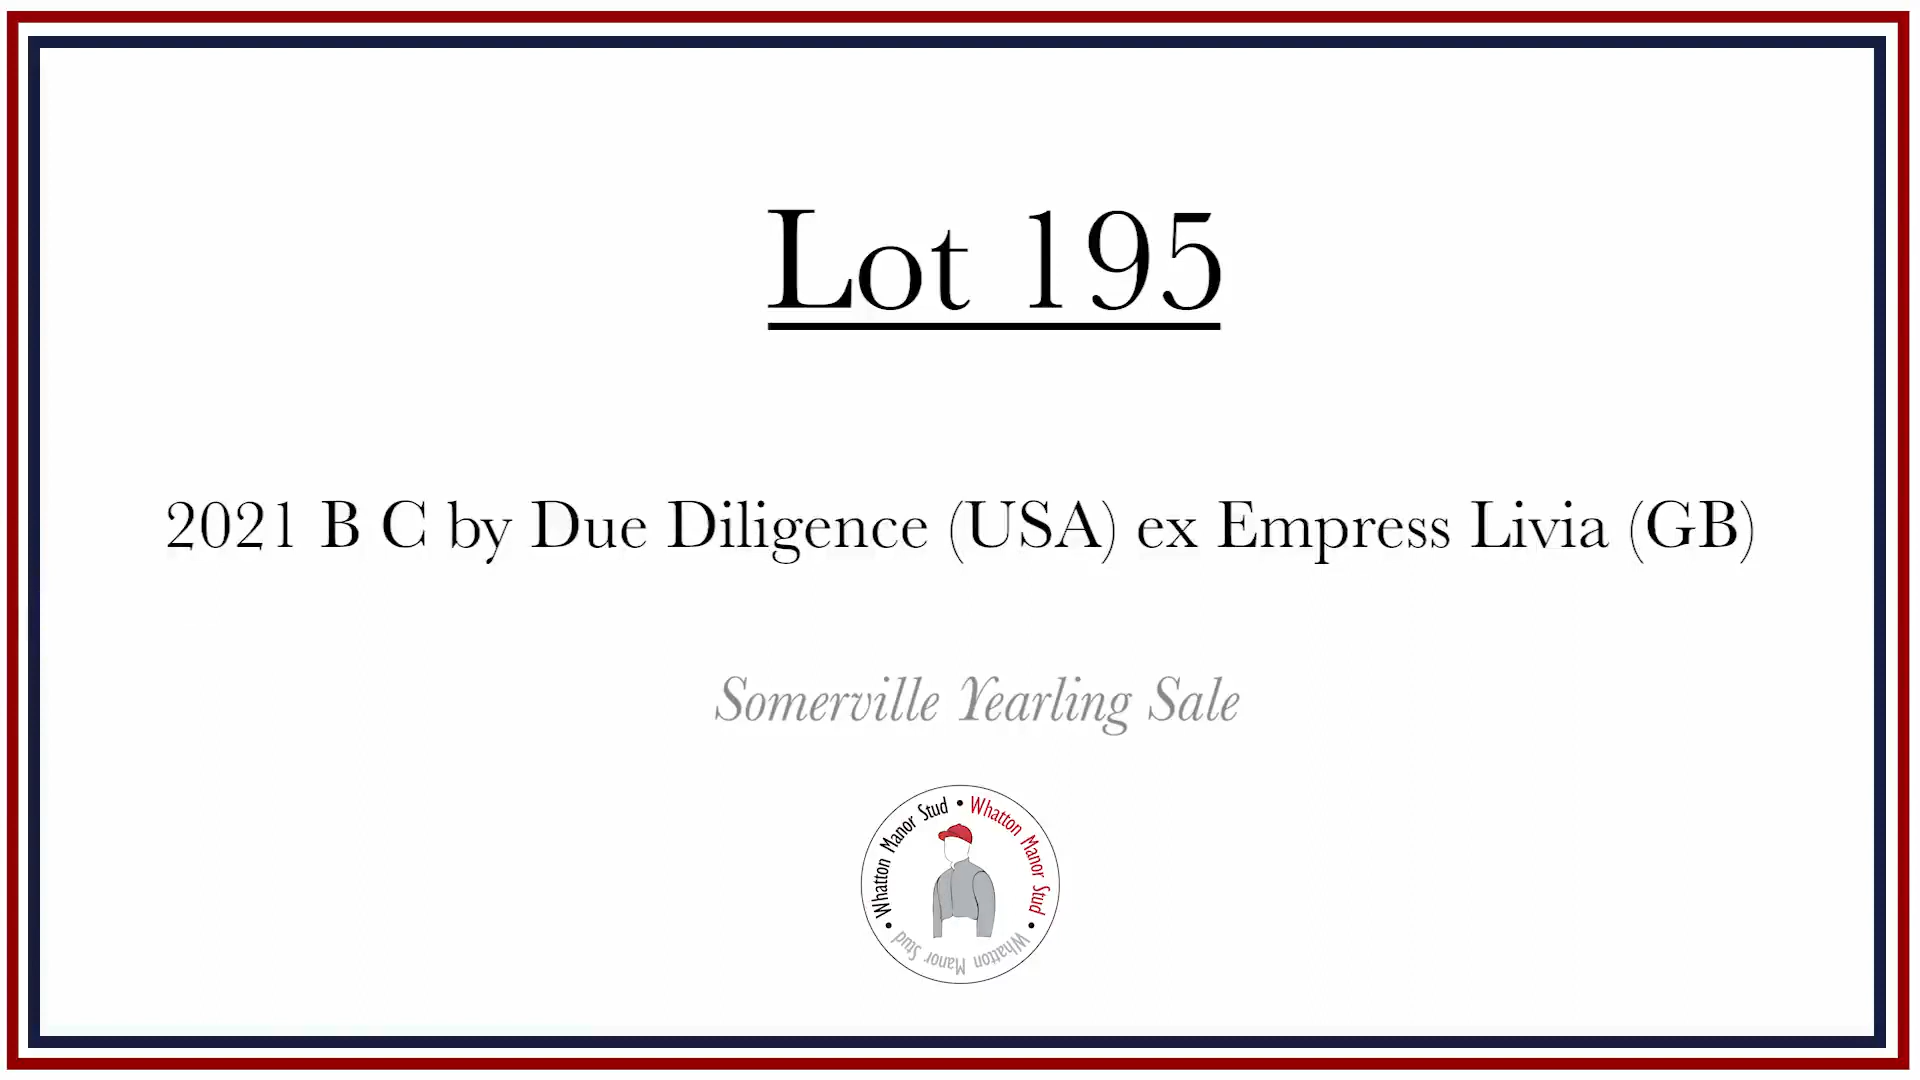 Lot 195
2021 B C by Due Diligence (USA) ex Empress Livia (GB)
Somerville Yearling Sale
Whatton Manor Stud • Whatton Manor Stud • Whatton Manor Stud •